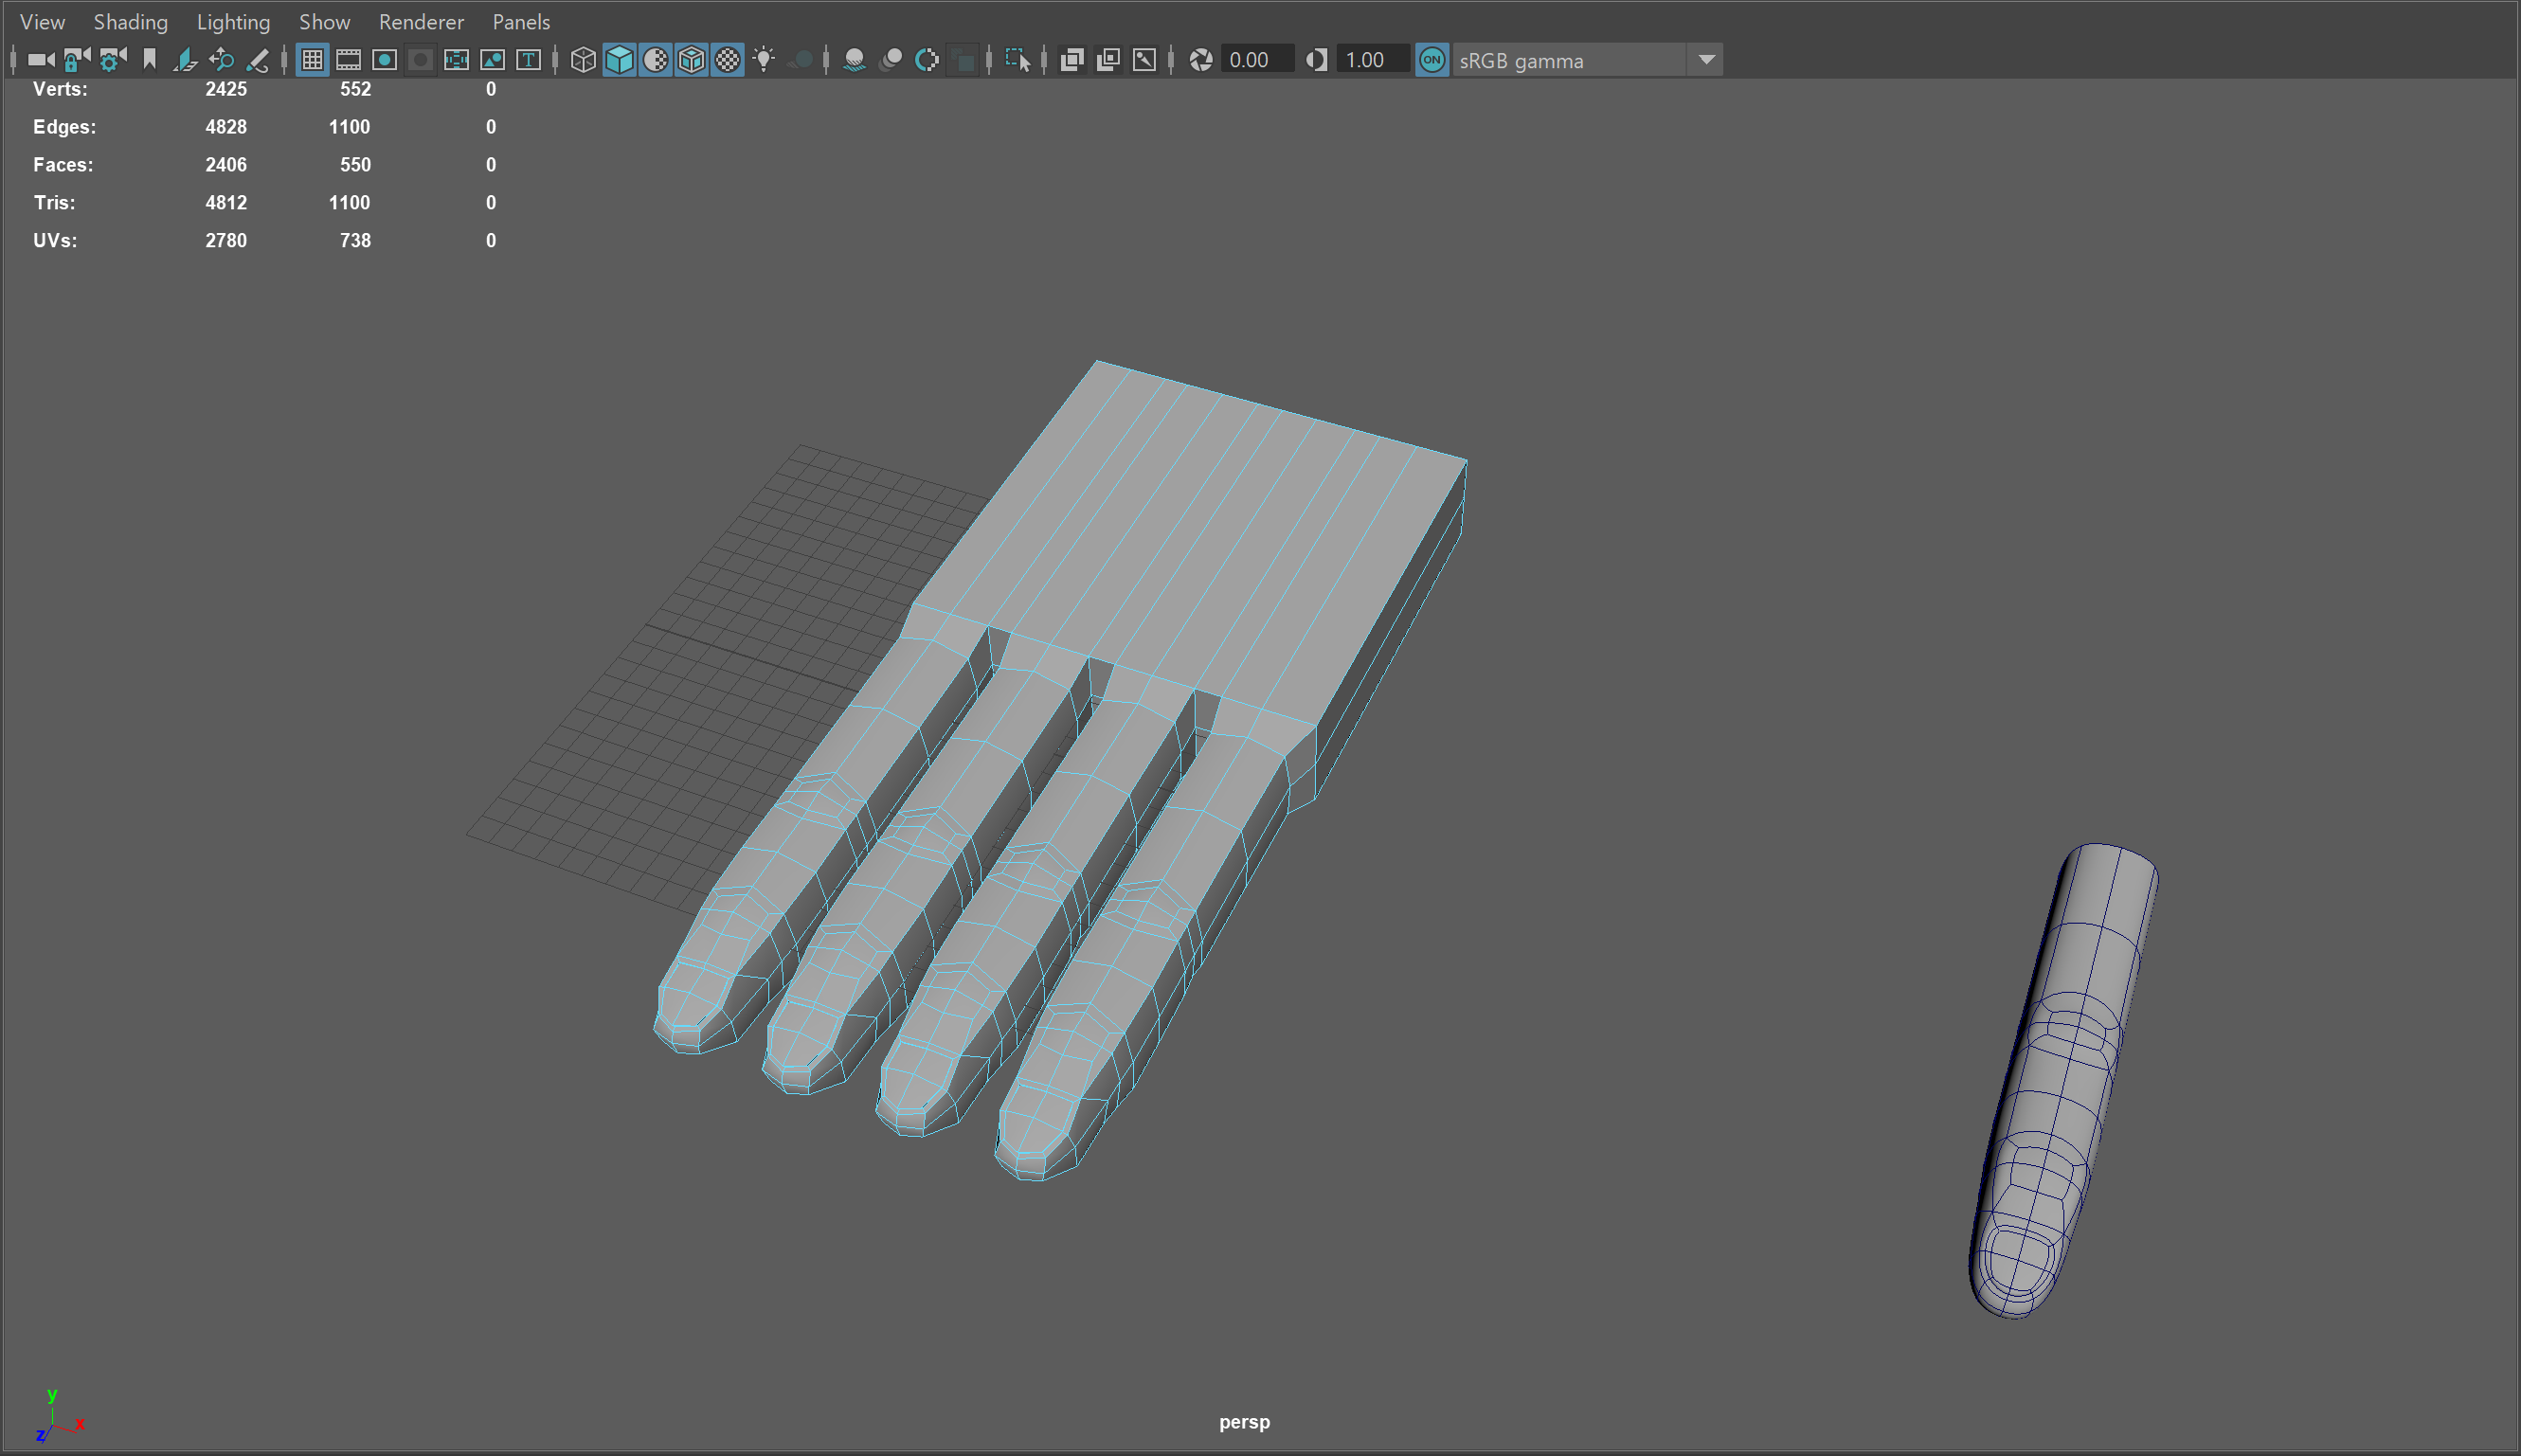 View Shading Lighting Show Renderer Panels
T 0.00 1.00 ON sRGB gamma
Verts: 2425 552 0
Edges: 4828 1100 0
Faces: 2406 550 0
Tris: 4812 1100 0
UVs: 2780 738 0
persp
y
x
z